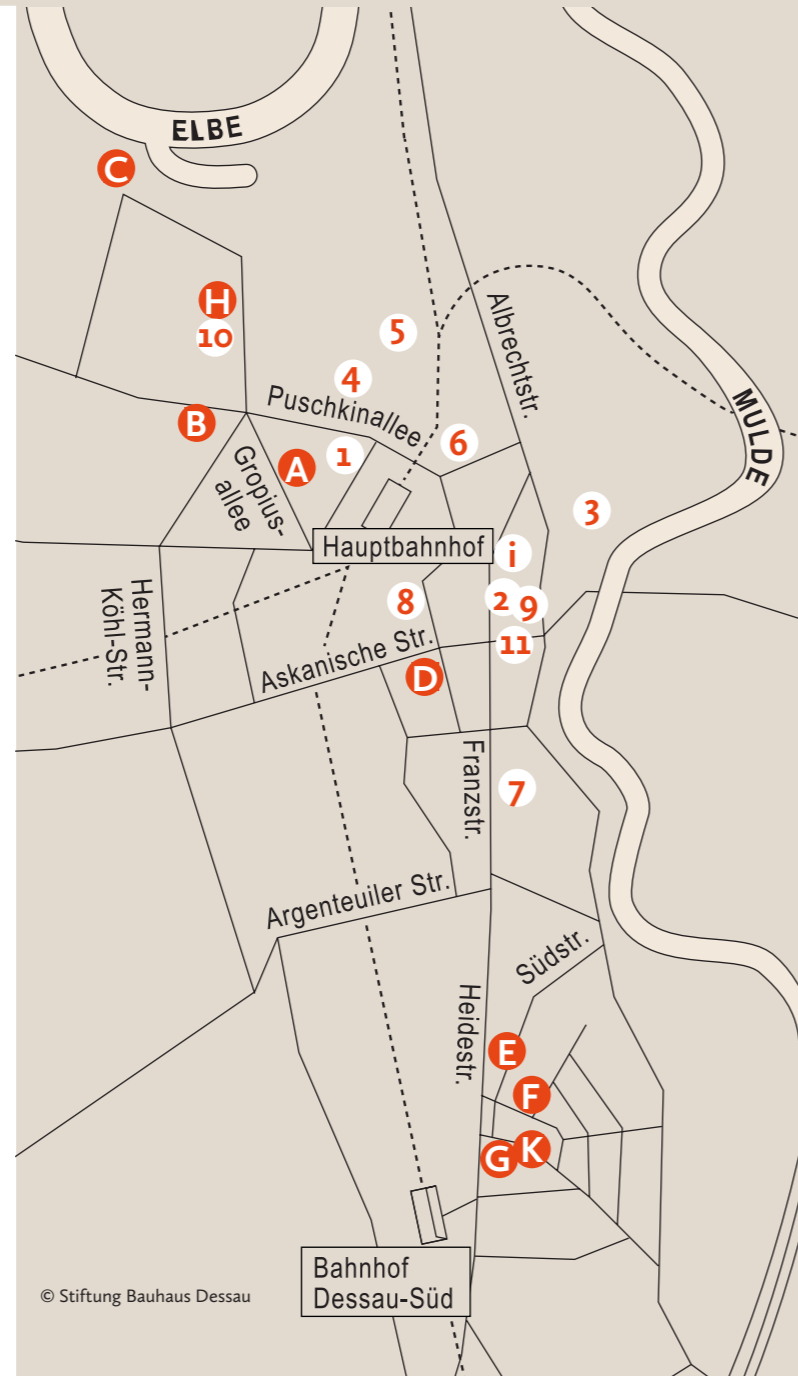 ELBE
C
H
10
5
4
Albrechtstr.
Puschkinallee
B
A
1
6
MULDE
Gropius-
allee
3
Hauptbahnhof
i
Hermann-
Köhl-Str.
8
2
9
11
Askanische Str.
D
Franzstr.
7
Argenteuiler Str.
Südstr.
Heidestr.
E
F
G
K
Bahnhof
Dessau-Süd
© Stiftung Bauhaus Dessau